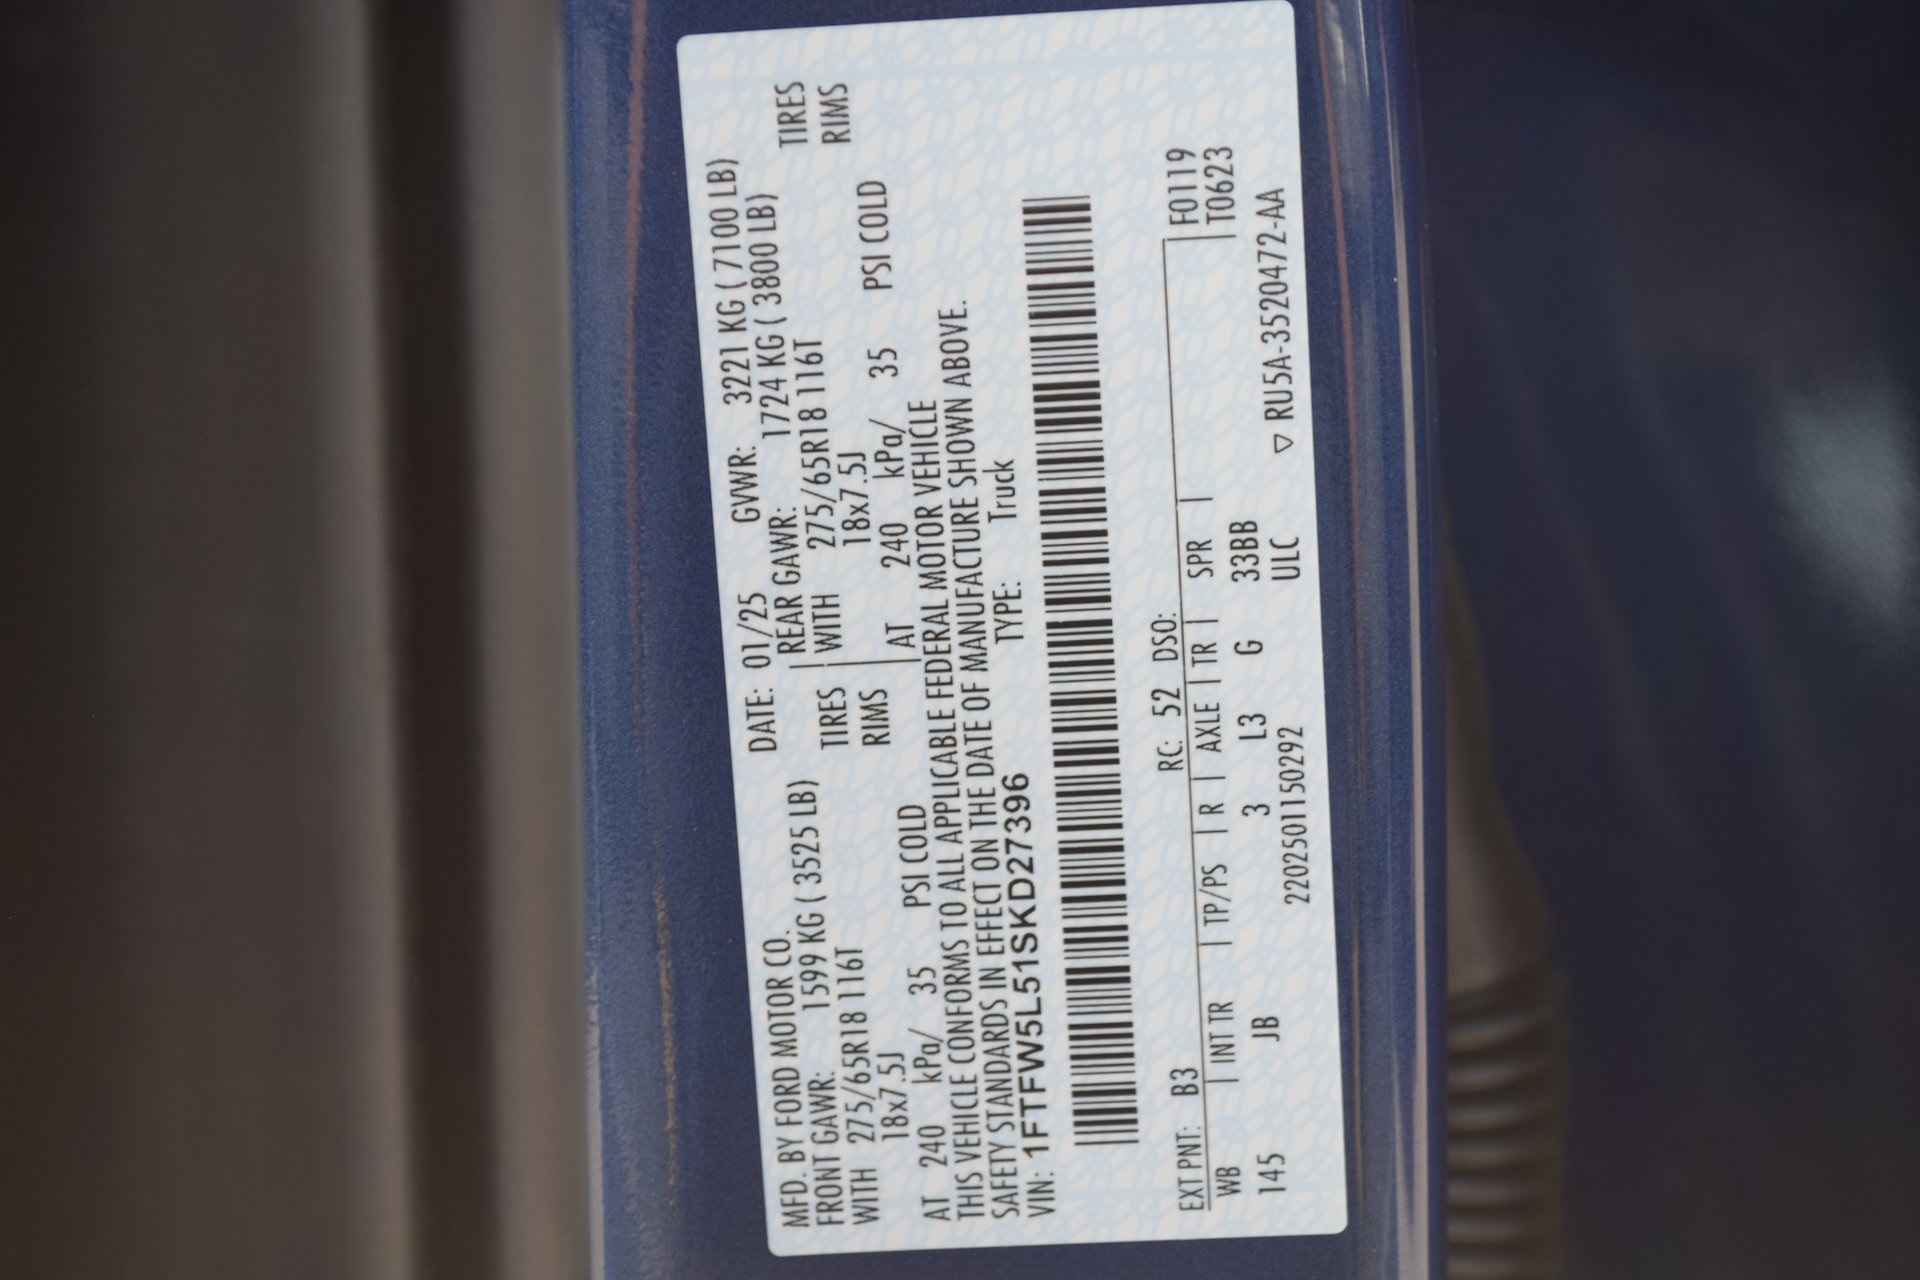 MFD. BY FORD MOTOR CO. DATE: 01/25 GVWR: 3221 KG ( 7100 LB)
FRONT GAWR: 1599 KG ( 3525 LB) REAR GAWR: 1724 KG ( 3800 LB)
WITH 275/65R18 116T TIRES WITH 275/65R18 116T TIRES
18x7.5J RIMS 18x7.5J RIMS
AT 240 kPa/ 35 PSI COLD AT 240 kPa/ 35 PSI COLD
THIS VEHICLE CONFORMS TO ALL APPLICABLE FEDERAL MOTOR VEHICLE
SAFETY STANDARDS IN EFFECT ON THE DATE OF MANUFACTURE SHOWN ABOVE.
VIN: 1FTFW5L51SKD27396 TYPE: Truck
EXT PNT: B3 RC: 52 DSO: F0119
WB | INT TR | TP/PS | R | AXLE | TR | SPR | T0623
145 JB 3 L3 G 33BB
2202501150292 ULC ▽ RU5A-3520472-AA